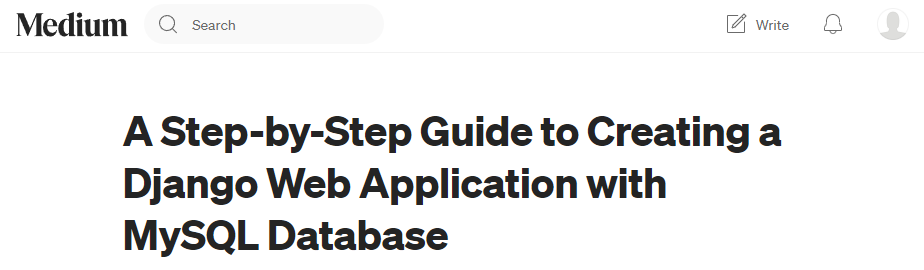 Medium
Search
Write
A Step-by-Step Guide to Creating a
Django Web Application with
MySQL Database